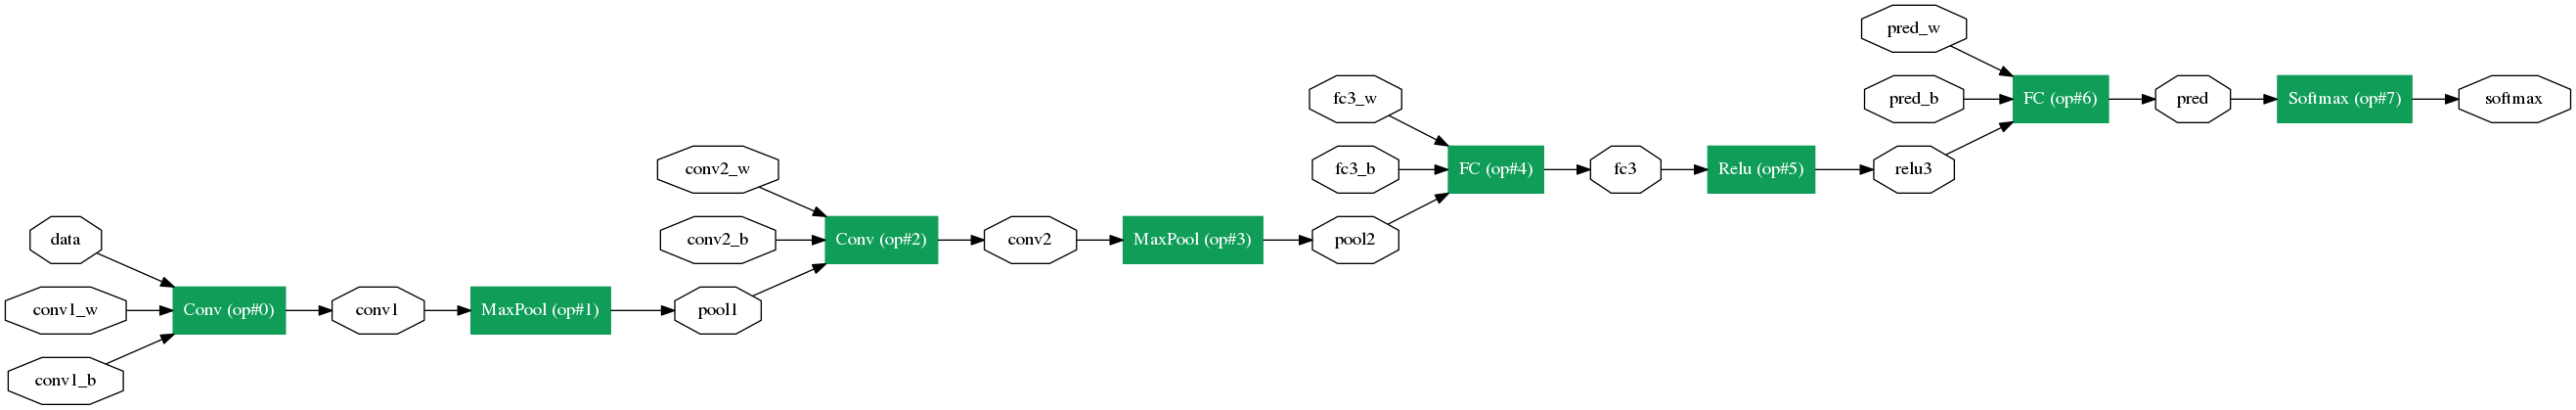 data
conv1_w
conv1_b
Conv (op#0)
conv1
MaxPool (op#1)
conv2_w
conv2_b
pool1
Conv (op#2)
conv2
MaxPool (op#3)
fc3_w
fc3_b
pool2
FC (op#4)
fc3
Relu (op#5)
pred_w
pred_b
relu3
FC (op#6)
pred
Softmax (op#7)
softmax